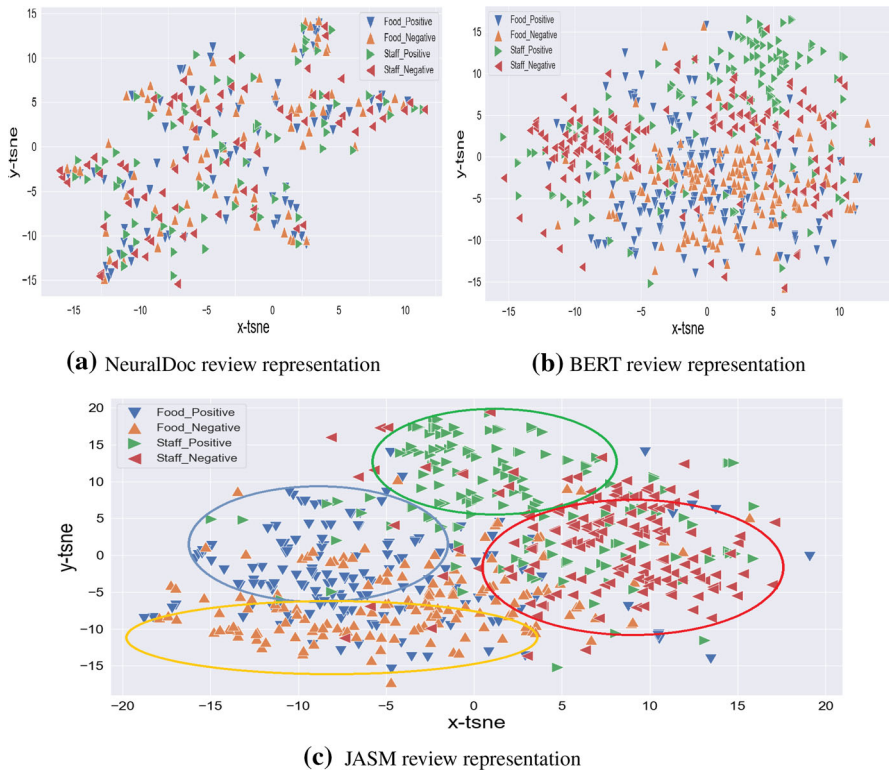 15
10
5
0
−5
−10
−15
y-tsne
−15
−10
−5
0
5
10
x-tsne
Food_Positive
Food_Negative
Staff_Positive
Staff_Negative
(a) NeuralDoc review representation
15
10
5
0
−5
−10
−15
y-tsne
−15
−10
−5
0
5
10
x-tsne
Food_Positive
Food_Negative
Staff_Positive
Staff_Negative
(b) BERT review representation
20
15
10
5
0
−5
−10
−15
y-tsne
−20
−15
−10
−5
0
5
10
15
20
x-tsne
Food_Positive
Food_Negative
Staff_Positive
Staff_Negative
(c) JASM review representation